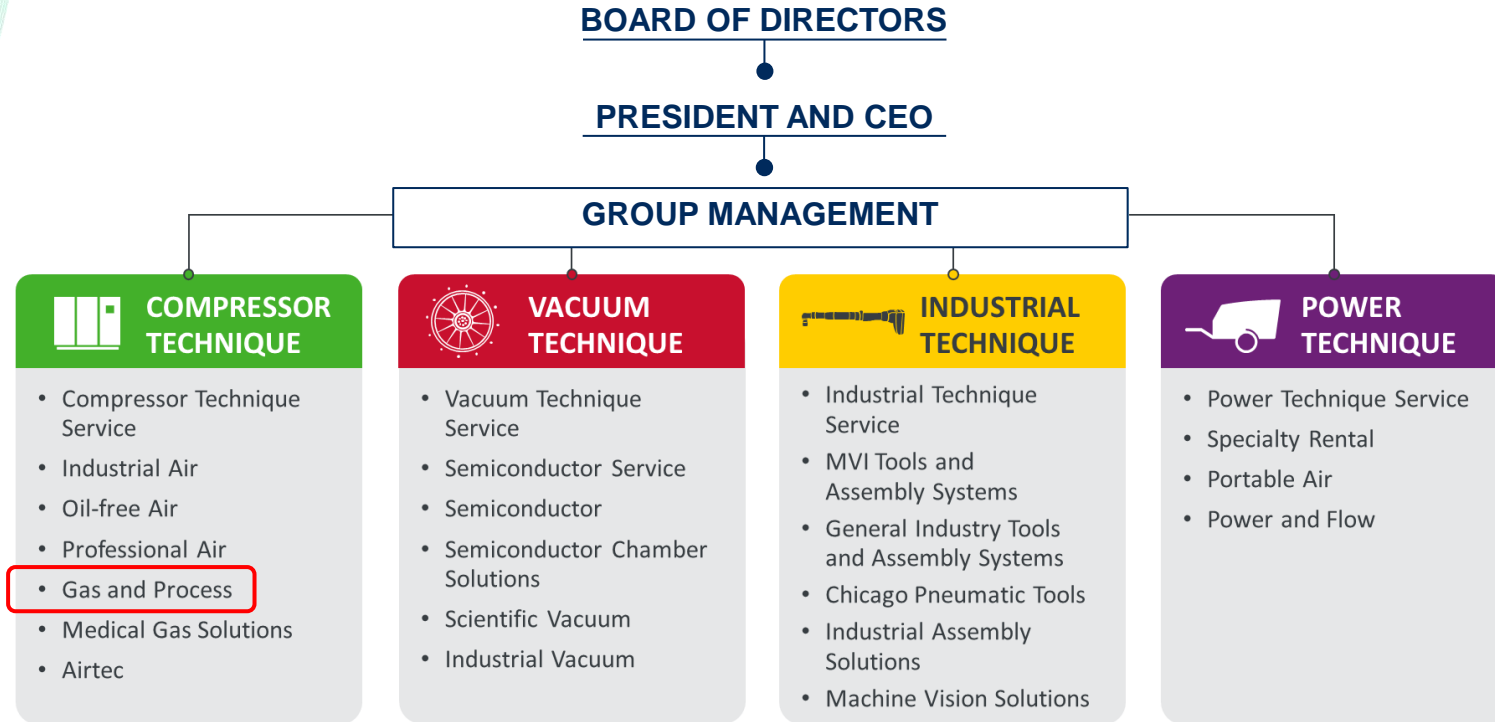 BOARD OF DIRECTORS
PRESIDENT AND CEO
GROUP MANAGEMENT
COMPRESSOR
TECHNIQUE
• Compressor Technique
Service
• Industrial Air
• Oil-free Air
• Professional Air
• Gas and Process
• Medical Gas Solutions
• Airtec
VACUUM
TECHNIQUE
• Vacuum Technique
Service
• Semiconductor Service
• Semiconductor
• Semiconductor Chamber
Solutions
• Scientific Vacuum
• Industrial Vacuum
INDUSTRIAL
TECHNIQUE
• Industrial Technique
Service
• MVI Tools and
Assembly Systems
• General Industry Tools
and Assembly Systems
• Chicago Pneumatic Tools
• Industrial Assembly
Solutions
• Machine Vision Solutions
POWER
TECHNIQUE
• Power Technique Service
• Specialty Rental
• Portable Air
• Power and Flow